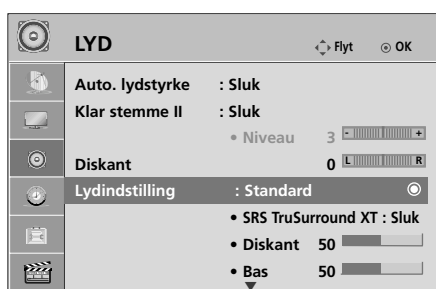 LYD Flyt OK
Auto. lydstyrke : Sluk
Klar stemme II : Sluk
• Niveau 3 - +
Diskant 0 L R
Lydindstilling : Standard
• SRS TruSurround XT : Sluk
• Diskant 50
• Bas 50